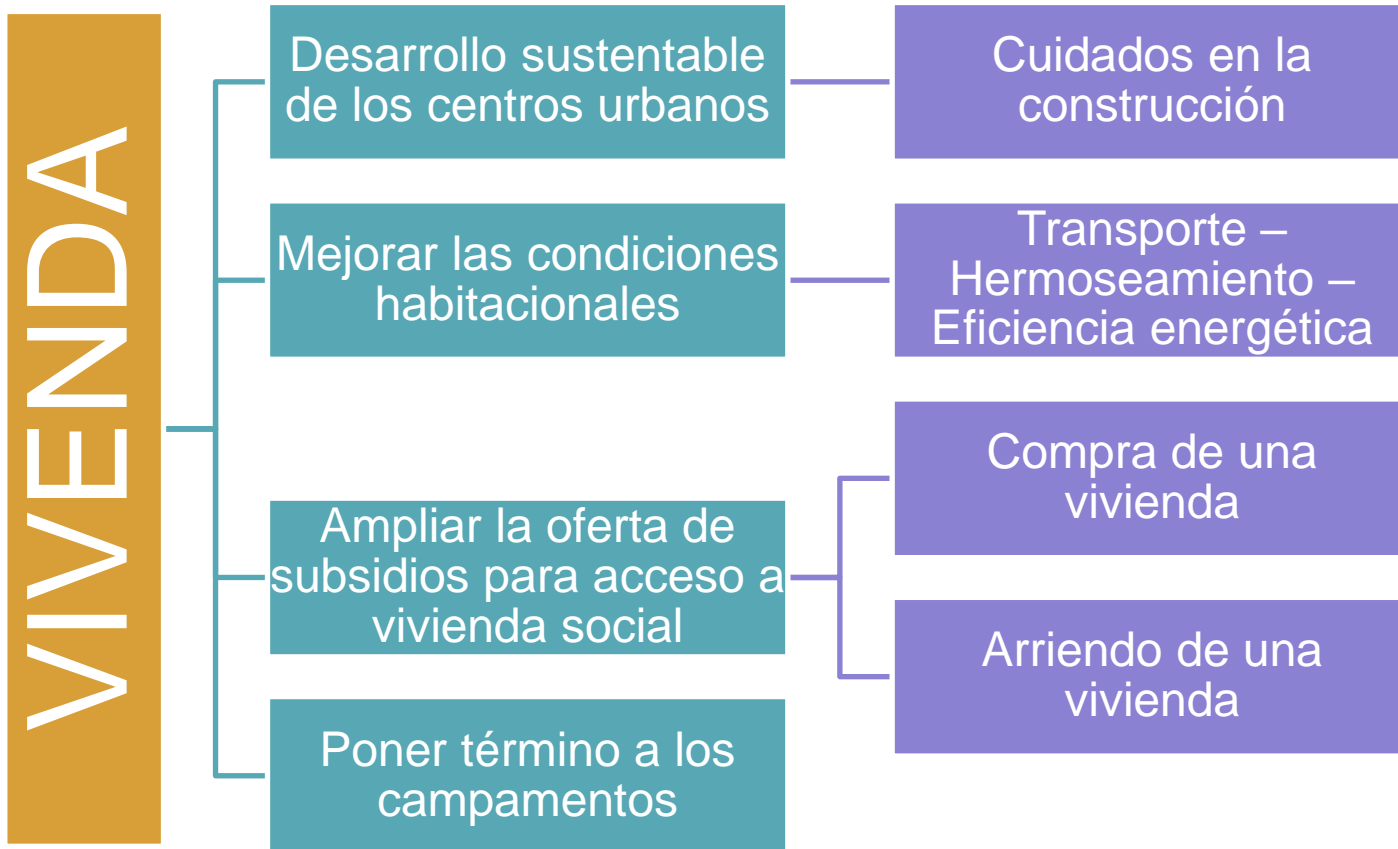 VIVENDA
Desarrollo sustentable
de los centros urbanos
Cuidados en la
construcción
Mejorar las condiciones
habitacionales
Transporte –
Hermoseamiento –
Eficiencia energética
Ampliar la oferta de
subsidios para acceso a
vivienda social
Compra de una
vivienda
Arriendo de una
vivienda
Poner término a los
campamentos